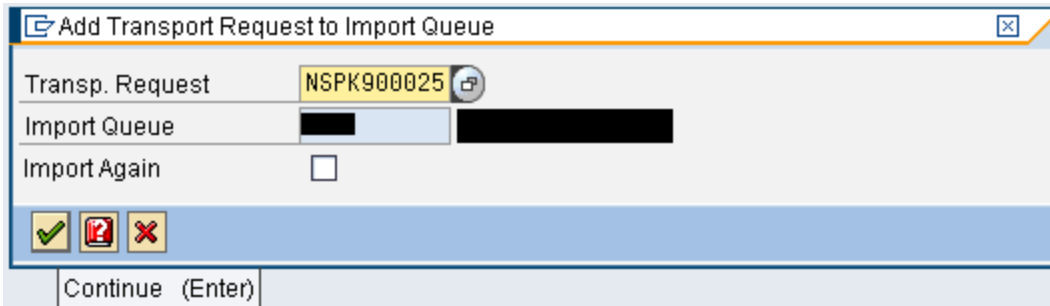 Add Transport Request to Import Queue
Transp. Request NSPK900025
Import Queue
Import Again
Continue (Enter)